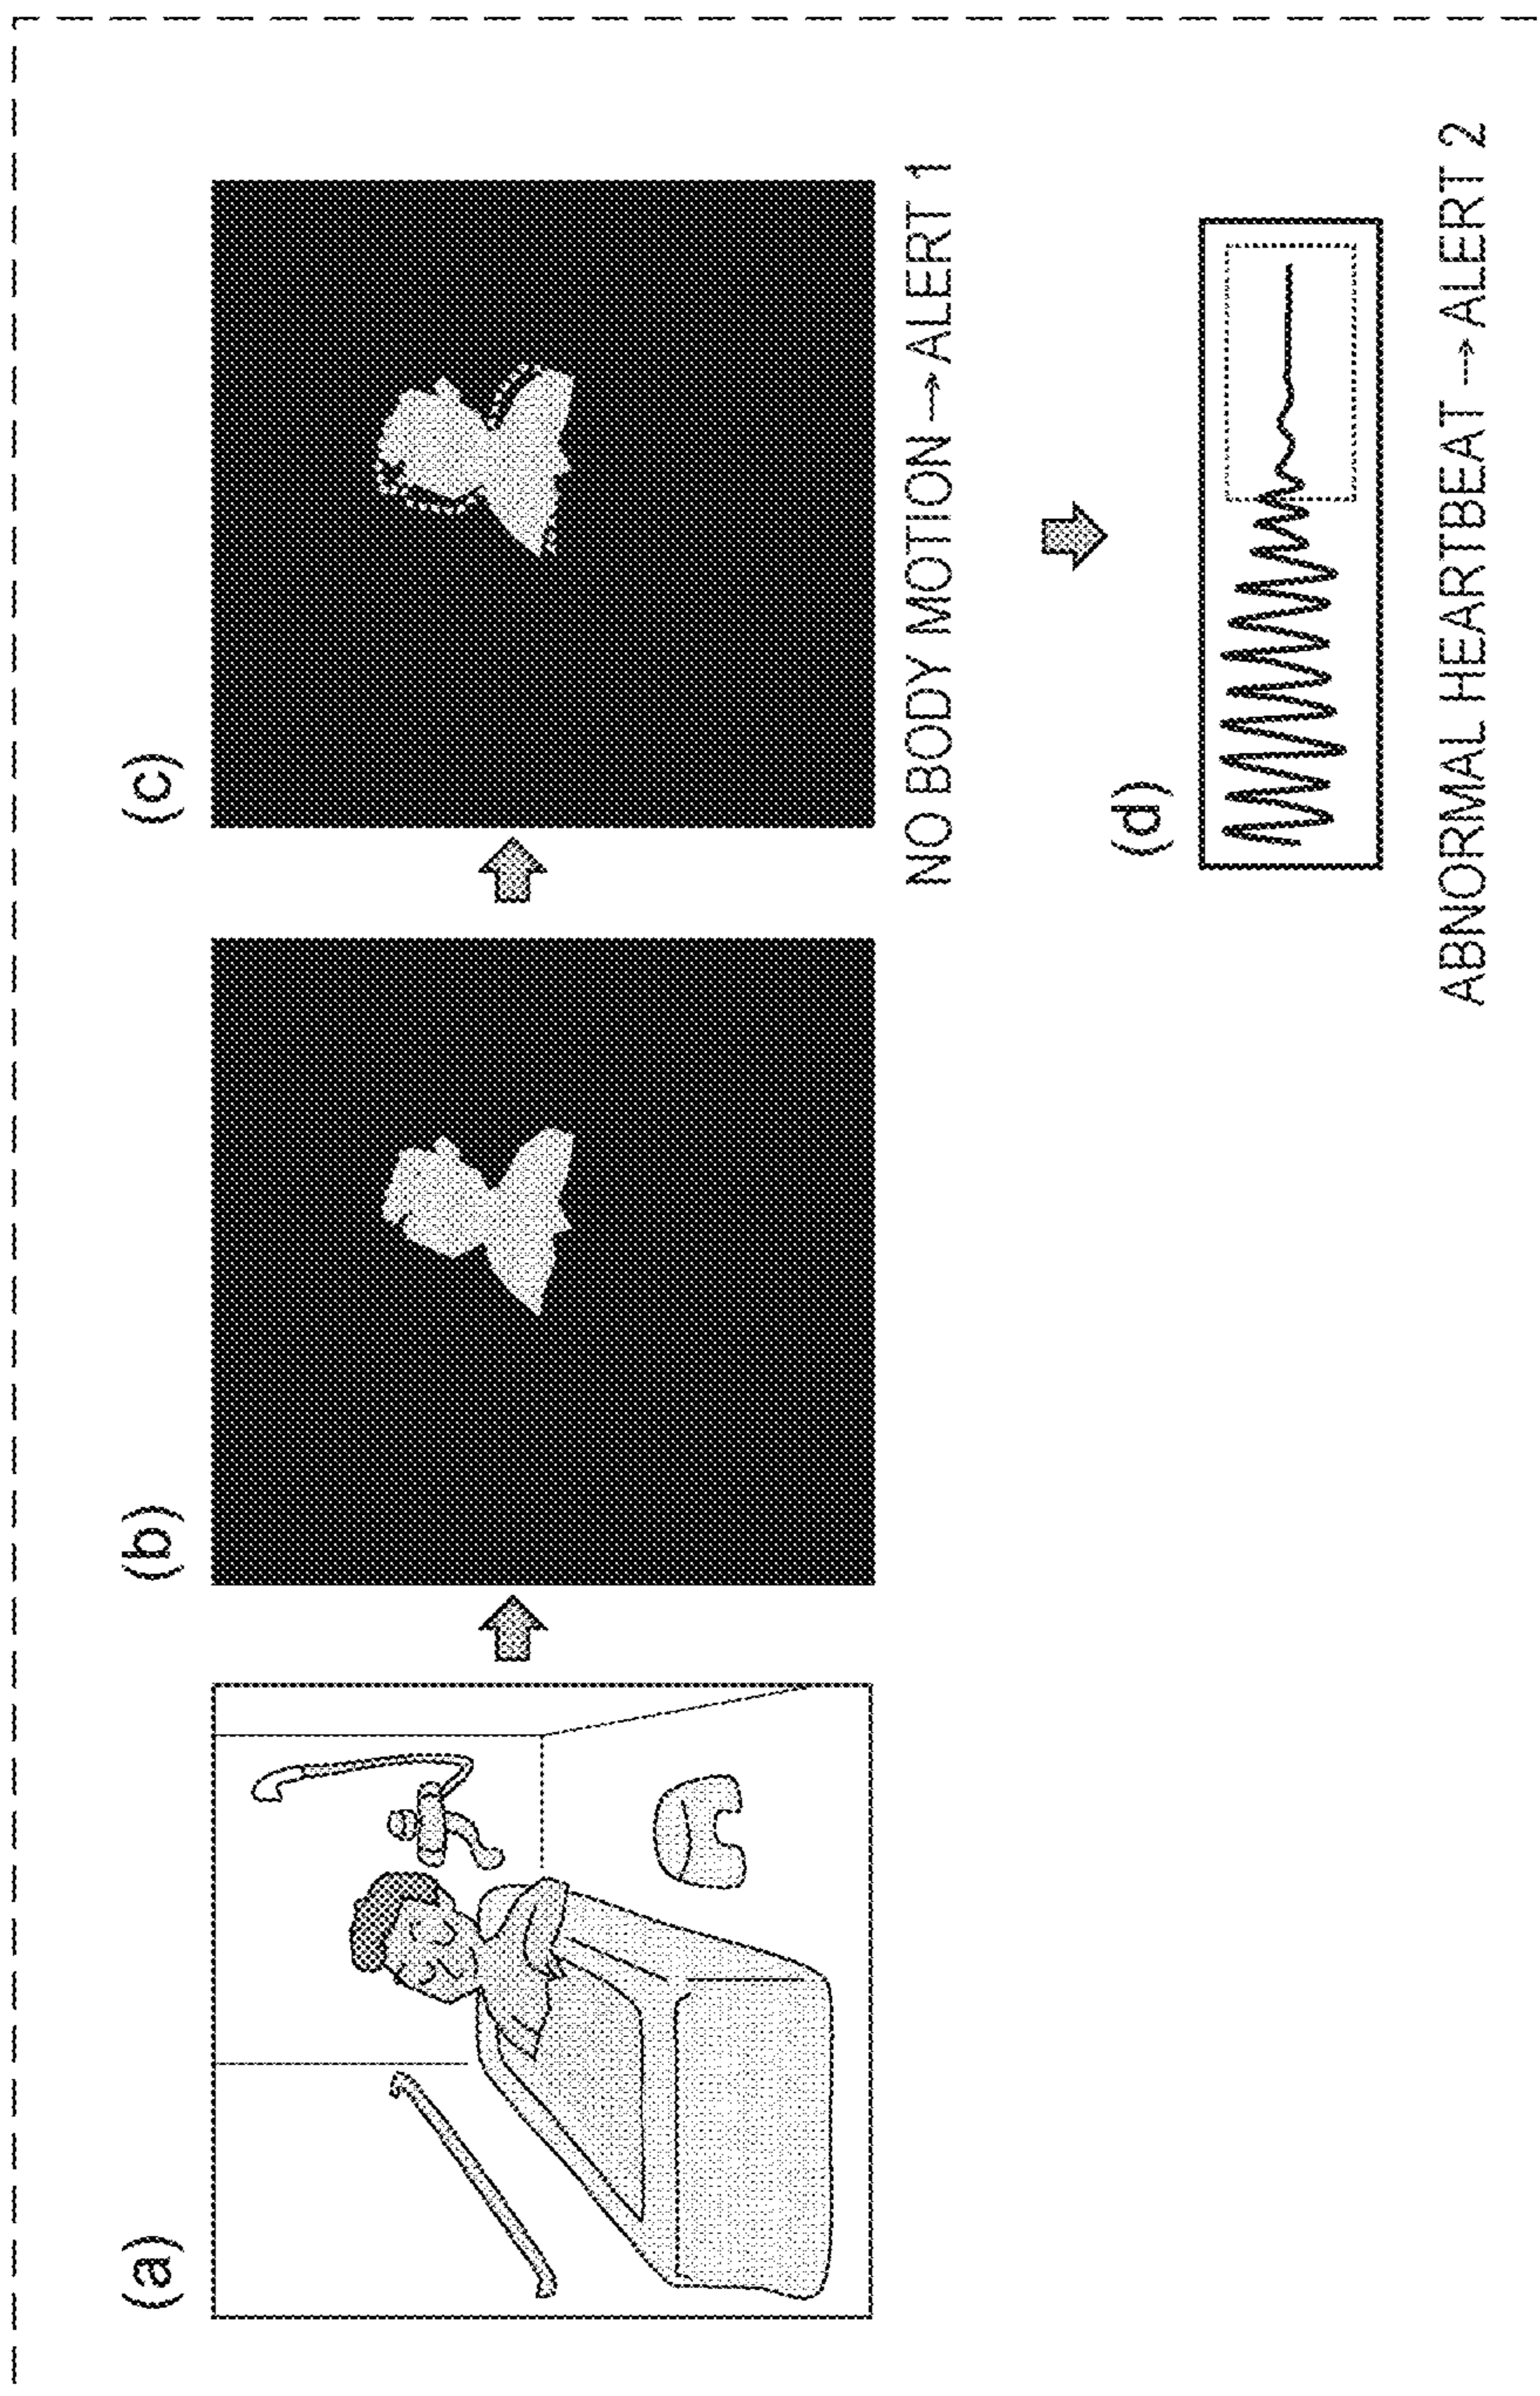 (a)
(b)
(c)
NO BODY MOTION→ALERT 1
(d)
ABNORMAL HEARTBEAT→ALERT 2